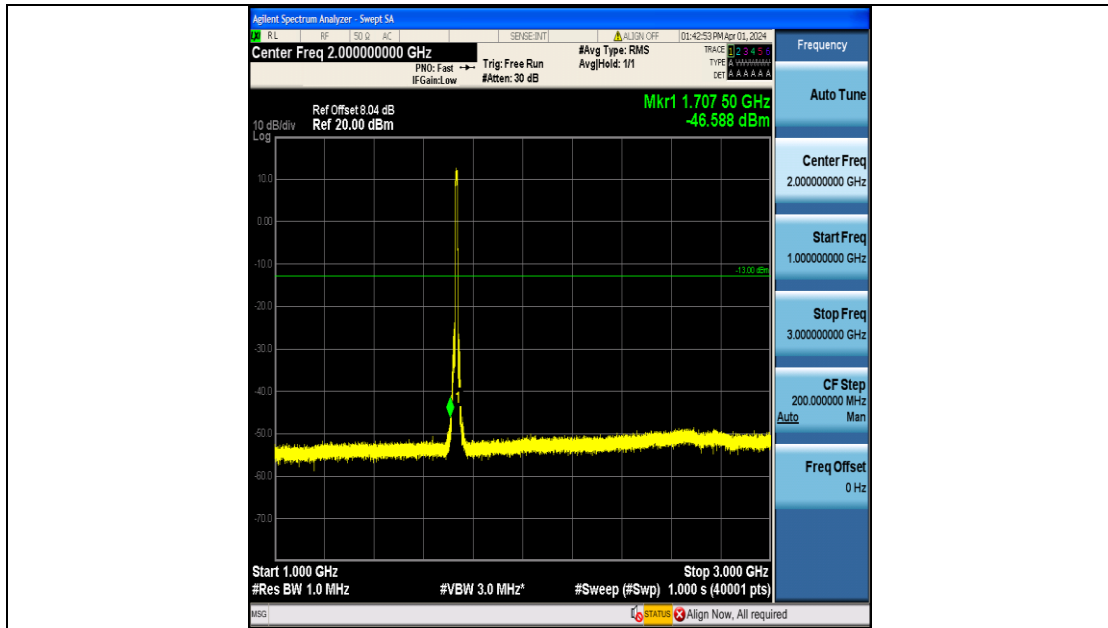 Agilent Spectrum Analyzer - Swept SA
RL RF 50 Ω AC SENSE:INT ALIGN OFF 01:42:53 PM Apr 01, 2024
Center Freq 2.000000000 GHz
PNO: Fast
IFGain:Low
Trig: Free Run
#Atten: 30 dB
#Avg Type: RMS
Avg|Hold: 1/1
TRACE 1 2 3 4 5 6
TYPE A WWWWW
DET A A A A A A
Ref Offset 8.04 dB
10 dB/div Ref 20.00 dBm
Log
Mkr1 1.707 50 GHz
-46.588 dBm
10.0
0.00
-10.0
-13.00 dBm
-20.0
-30.0
-40.0
-50.0
-60.0
-70.0
Start 1.000 GHz Stop 3.000 GHz
#Res BW 1.0 MHz #VBW 3.0 MHz* #Sweep (#Swp) 1.000 s (40001 pts)
MSG STATUS Align Now, All required
Frequency
Auto Tune
Center Freq
2.000000000 GHz
Start Freq
1.000000000 GHz
Stop Freq
3.000000000 GHz
CF Step
200.000000 MHz
Auto Man
Freq Offset
0 Hz